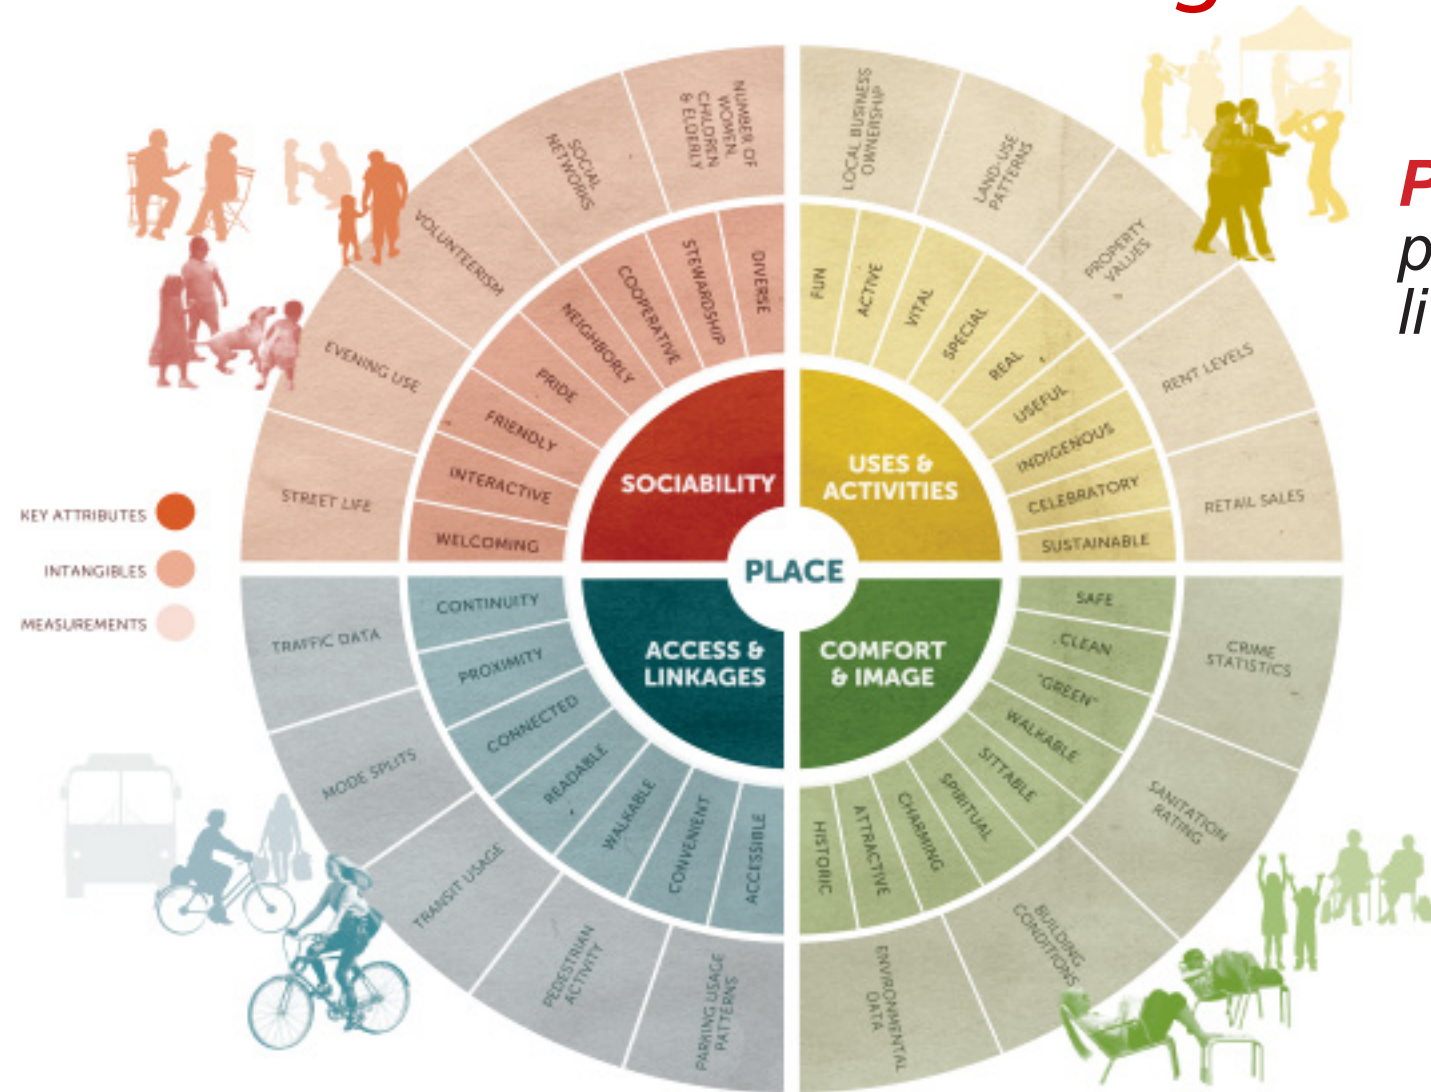 g
P
p
li
NUMBER OF
WOMEN,
CHILDREN
& ELDERLY
SOCIAL
NETWORKS
VOLUNTEERISM
EVENING USE
STREET LIFE
LOCAL BUSINESS
OWNERSHIP
LAND-USE
PATTERNS
PROPERTY
VALUES
RENT LEVELS
RETAIL SALES
DIVERSE
STEWARDSHIP
COOPERATIVE
NEIGHBORLY
PRIDE
FRIENDLY
INTERACTIVE
WELCOMING
FUN
ACTIVE
VITAL
SPECIAL
REAL
USEFUL
INDIGENOUS
CELEBRATORY
SUSTAINABLE
SOCIABILITY
USES &
ACTIVITIES
PLACE
ACCESS &
LINKAGES
COMFORT
& IMAGE
KEY ATTRIBUTES
INTANGIBLES
MEASUREMENTS
CONTINUITY
PROXIMITY
CONNECTED
READABLE
WALKABLE
CONVENIENT
ACCESSIBLE
SAFE
CLEAN
"GREEN"
WALKABLE
SITTABLE
SPIRITUAL
CHARMING
ATTRACTIVE
HISTORIC
TRAFFIC DATA
MODE SPLITS
TRANSIT USAGE
PEDESTRIAN
ACTIVITY
PARKING USAGE
PATTERNS
CRIME
STATISTICS
SANITATION
RATING
BUILDING
CONDITIONS
ENVIRONMENTAL
DATA